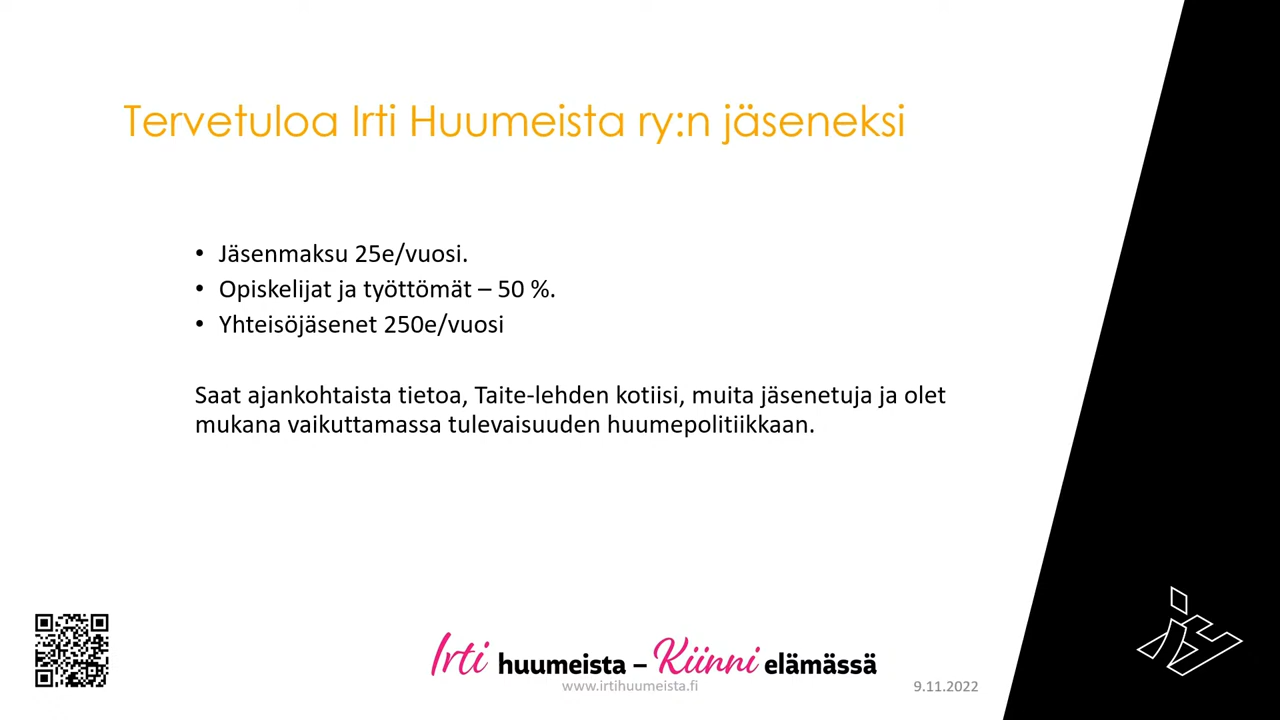 Tervetuloa Irti Huumeista ry:n jäseneksi
• Jäsenmaksu 25e/vuosi.
• Opiskelijat ja työttömät – 50 %.
• Yhteisöjäsenet 250e/vuosi
Saat ajankohtaista tietoa, Taite-lehden kotiisi, muita jäsenetuja ja olet
mukana vaikuttamassa tulevaisuuden huumepolitiikkaan.
Irti huumeista – Kiinni elämässä
www.irtihuumeista.fi
9.11.2022